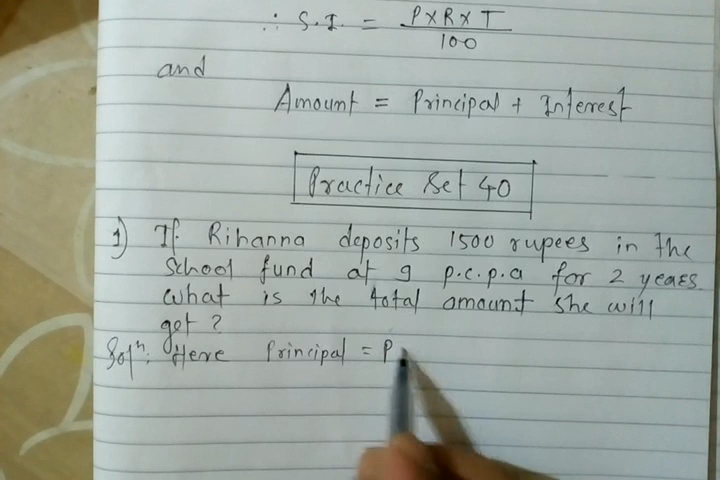 ∴ S.I. = P×R×T / 100
and
Amount = Principal + Interest
Practice Set 40
1) If Rihanna deposits 1500 rupees in the
School fund at 9 p.c.p.a for 2 years.
what is the total amount she will
get ?
Solⁿ: Here Principal = P